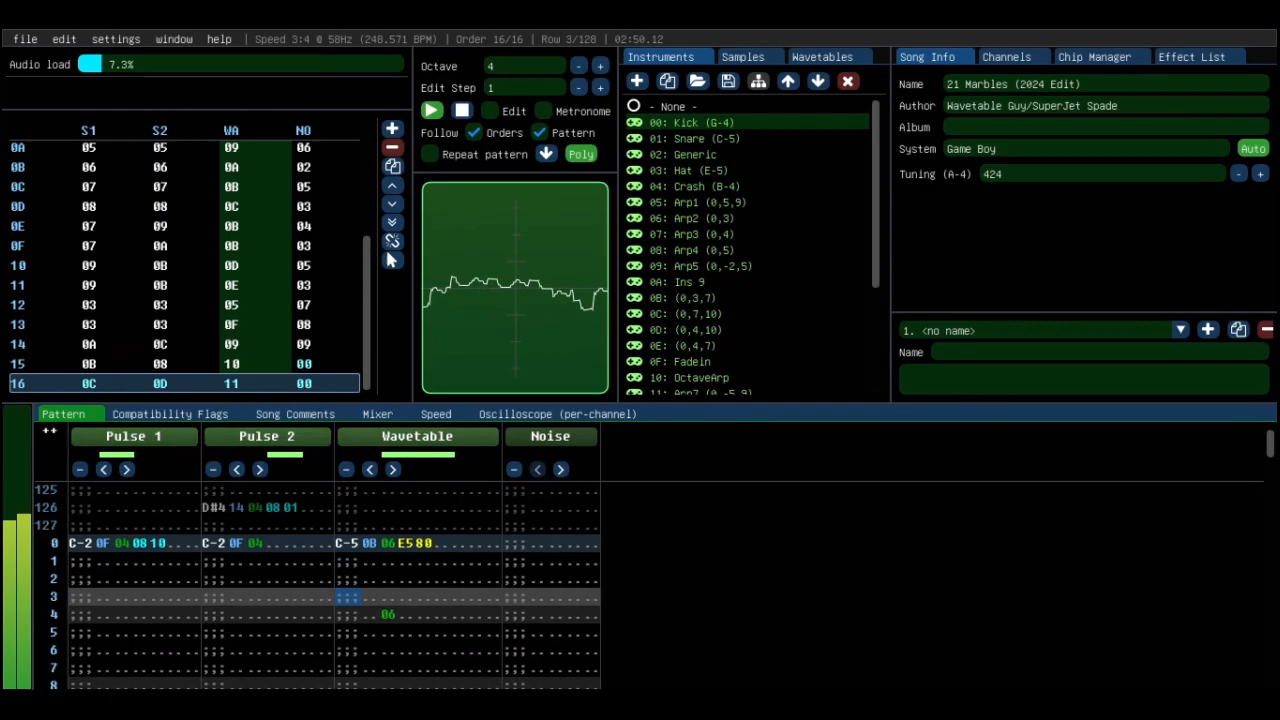 file edit settings window help | Speed 3:4 @ 58Hz (248.571 BPM) | Order 16/16 | Row 3/128 | 02:50.12
Audio load 7.3%
S1 S2 WA NO
0A 05 05 09 06
0B 06 06 0A 02
0C 07 07 0B 05
0D 08 08 0C 03
0E 07 09 0B 04
0F 07 0A 0B 03
10 09 0B 0D 05
11 09 0B 0E 03
12 03 03 05 07
13 03 03 0F 08
14 0A 0C 09 09
15 0B 08 10 00
16 0C 0D 11 00
Octave 4 - +
Edit Step 1 - +
Edit Metronome
Follow Orders Pattern
Repeat pattern Poly
Instruments Samples Wavetables
- None -
00: Kick (G-4)
01: Snare (C-5)
02: Generic
03: Hat (E-5)
04: Crash (B-4)
05: Arp1 (0,5,9)
06: Arp2 (0,3)
07: Arp3 (0,4)
08: Arp4 (0,5)
09: Arp5 (0,-2,5)
0A: Ins 9
0B: (0,3,7)
0C: (0,7,10)
0D: (0,4,10)
0E: (0,4,7)
0F: Fadein
10: OctaveArp
11: Arp7 (0,-5,9)
Song Info Channels Chip Manager Effect List
Name 21 Marbles (2024 Edit)
Author Wavetable Guy/SuperJet Spade
Album
System Game Boy Auto
Tuning (A-4) 424 - +
1. <no name>
Name
Pattern Compatibility Flags Song Comments Mixer Speed Oscilloscope (per-channel)
++ Pulse 1 Pulse 2 Wavetable Noise
- < > - < > - < > - < >
125 ;;;.......... ;;;.......... ;;;............. ;;;.......
126 ;;;.......... D#4 14 04 08 01 ;;;............. ;;;.......
127 ;;;.......... ;;;.......... ;;;............. ;;;.......
0 C-2 0F 04 08 10.... C-2 0F 04........ C-5 0B 06 E5 80........ ;;;.......
1 ;;;.......... ;;;.......... ;;;............. ;;;.......
2 ;;;.......... ;;;.......... ;;;............. ;;;.......
3 ;;;.......... ;;;.......... ;;;............. ;;;.......
4 ;;;.......... ;;;.......... ;;;.. 06............ ;;;.......
5 ;;;.......... ;;;.......... ;;;............. ;;;.......
6 ;;;.......... ;;;.......... ;;;............. ;;;.......
7 ;;;.......... ;;;.......... ;;;............. ;;;.......
8 ;;;.......... ;;;.......... ;;;............. ;;;.......